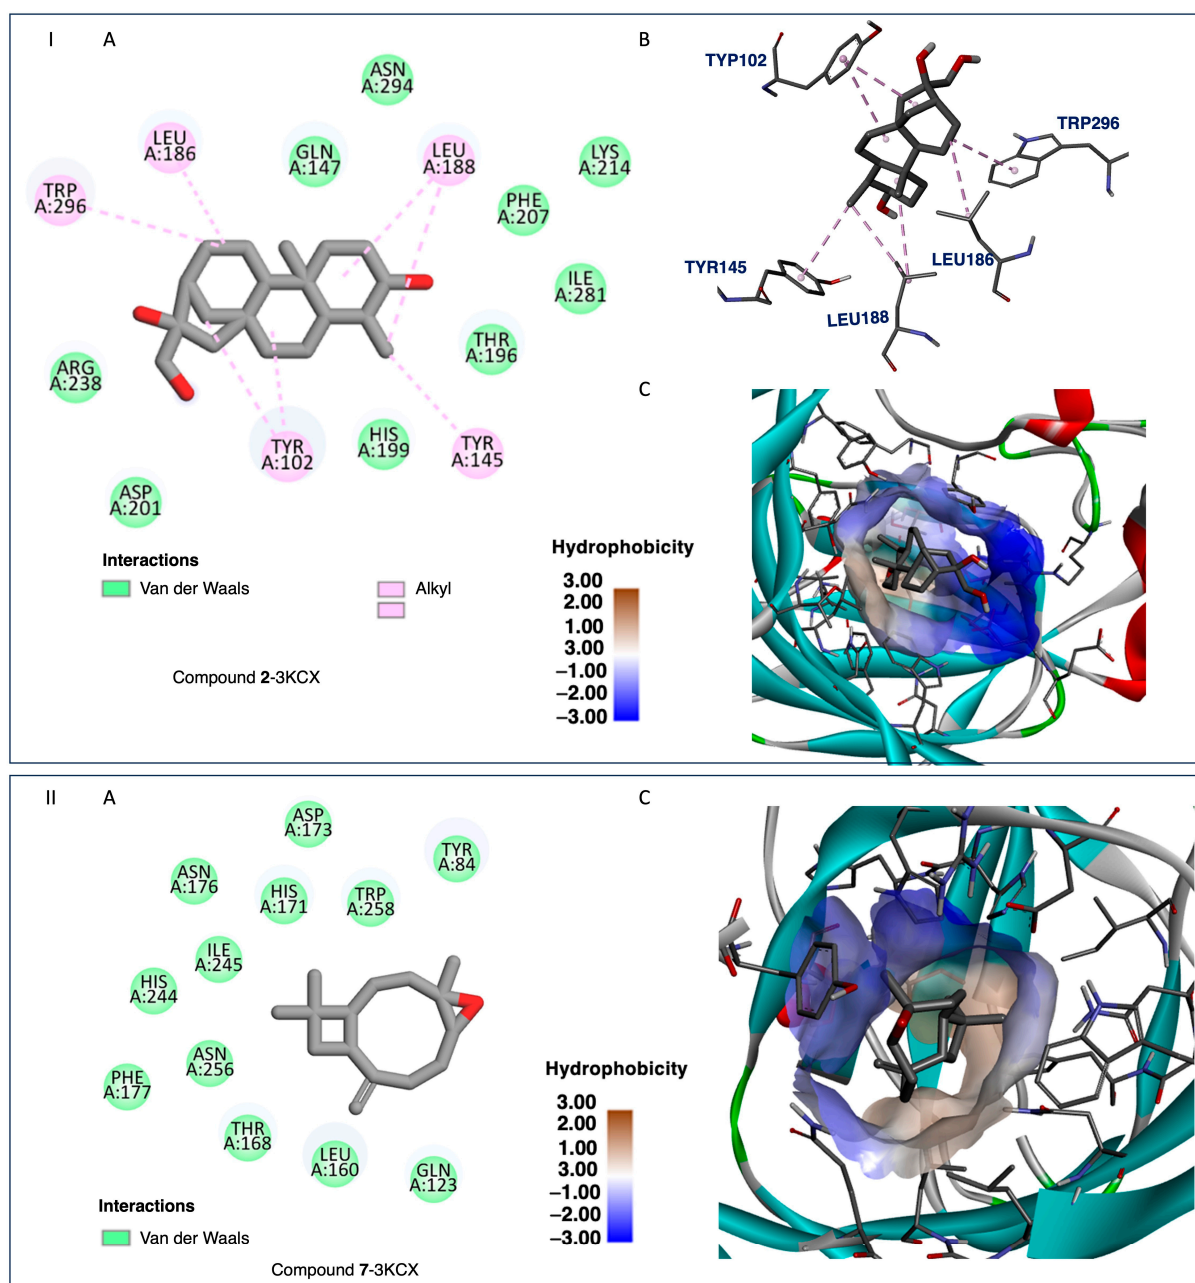 I
A
ASN
A:294
LEU
A:186
GLN
A:147
LEU
A:188
LYS
A:214
TRP
A:296
PHE
A:207
ILE
A:281
THR
A:196
ARG
A:238
TYR
A:102
HIS
A:199
TYR
A:145
ASP
A:201
Interactions
Van der Waals
Alkyl
Compound 2-3KCX
Hydrophobicity
3.00
2.00
1.00
3.00
−1.00
−2.00
−3.00
B
TYP102
TRP296
TYR145
LEU186
LEU188
C
II
A
ASP
A:173
TYR
A:84
ASN
A:176
HIS
A:171
TRP
A:258
ILE
A:245
HIS
A:244
ASN
A:256
PHE
A:177
THR
A:168
LEU
A:160
GLN
A:123
Interactions
Van der Waals
Compound 7-3KCX
Hydrophobicity
3.00
2.00
1.00
3.00
−1.00
−2.00
−3.00
C